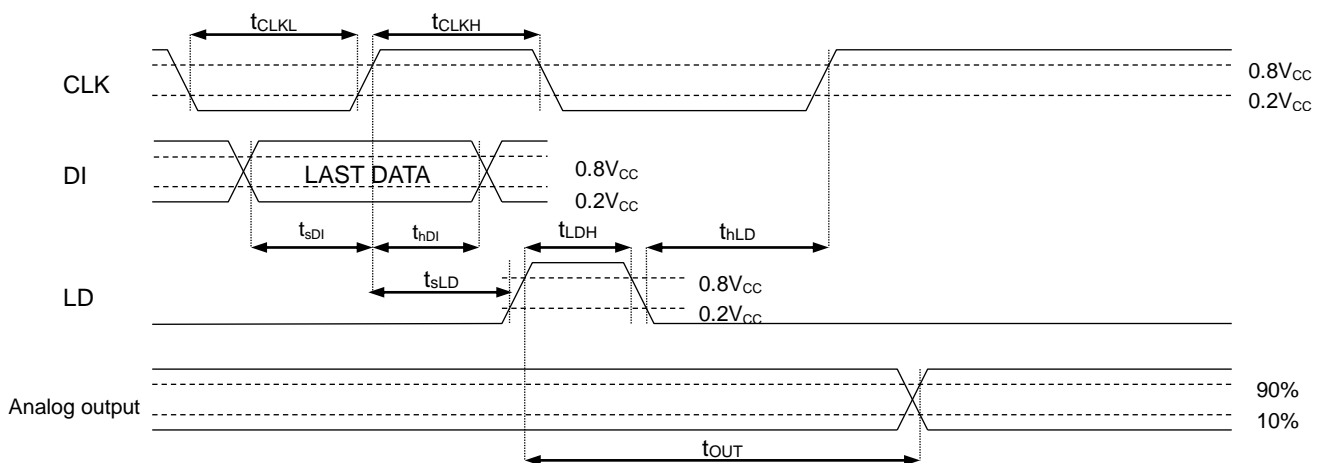 tCLKL tCLKH
CLK
0.8VCC
0.2VCC
DI
LAST DATA
0.8VCC
0.2VCC
tsDI thDI tLDH thLD
tsLD
LD
0.8VCC
0.2VCC
Analog output
90%
10%
tOUT